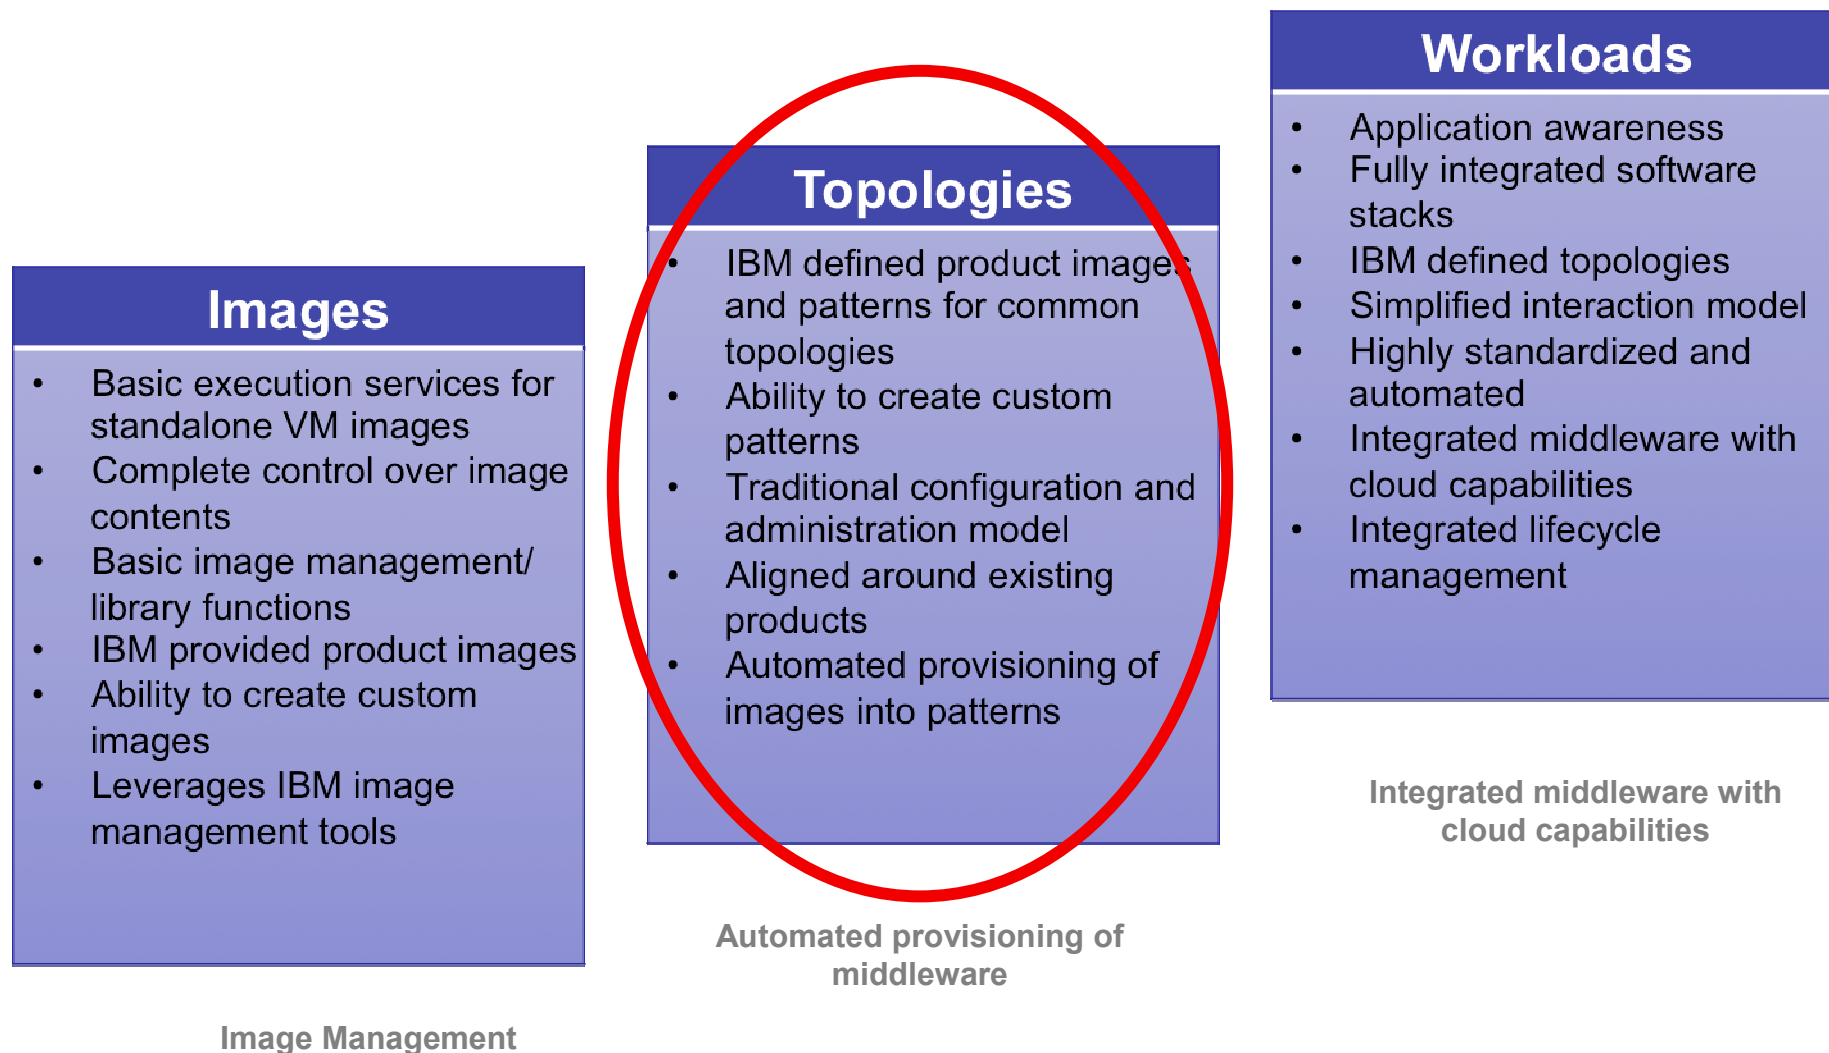 Images
• Basic execution services for
standalone VM images
• Complete control over image
contents
• Basic image management/
library functions
• IBM provided product images
• Ability to create custom
images
• Leverages IBM image
management tools
Image Management
Topologies
• IBM defined product images
and patterns for common
topologies
• Ability to create custom
patterns
• Traditional configuration and
administration model
• Aligned around existing
products
• Automated provisioning of
images into patterns
Automated provisioning of
middleware
Workloads
• Application awareness
• Fully integrated software
stacks
• IBM defined topologies
• Simplified interaction model
• Highly standardized and
automated
• Integrated middleware with
cloud capabilities
• Integrated lifecycle
management
Integrated middleware with
cloud capabilities